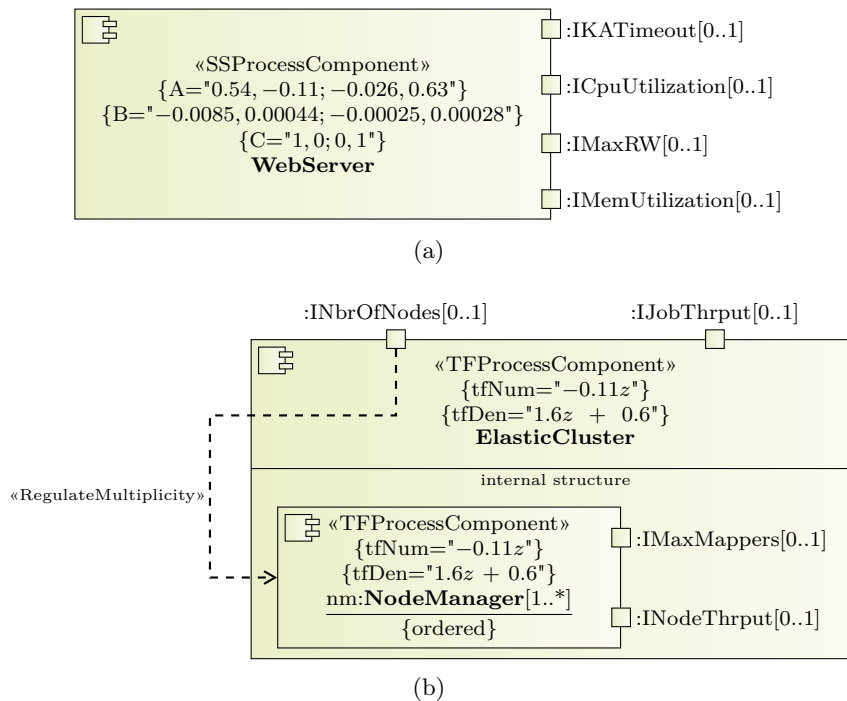 :IKATimeout[0..1]
«SSProcessComponent»
{A="0.54, −0.11; −0.026, 0.63"}
:ICpuUtilization[0..1]
{B="−0.0085, 0.00044; −0.00025, 0.00028"}
{C="1, 0; 0, 1"}
:IMaxRW[0..1]
WebServer
:IMemUtilization[0..1]
(a)
:INbrOfNodes[0..1]
:IJobThrput[0..1]
«TFProcessComponent»
{tfNum="−0.11z"}
{tfDen="1.6z + 0.6"}
ElasticCluster
internal structure
«RegulateMultiplicity»
«TFProcessComponent»
{tfNum="−0.11z"}
:IMaxMappers[0..1]
{tfDen="1.6z + 0.6"}
nm:NodeManager[1..*]
:INodeThrput[0..1]
{ordered}
(b)